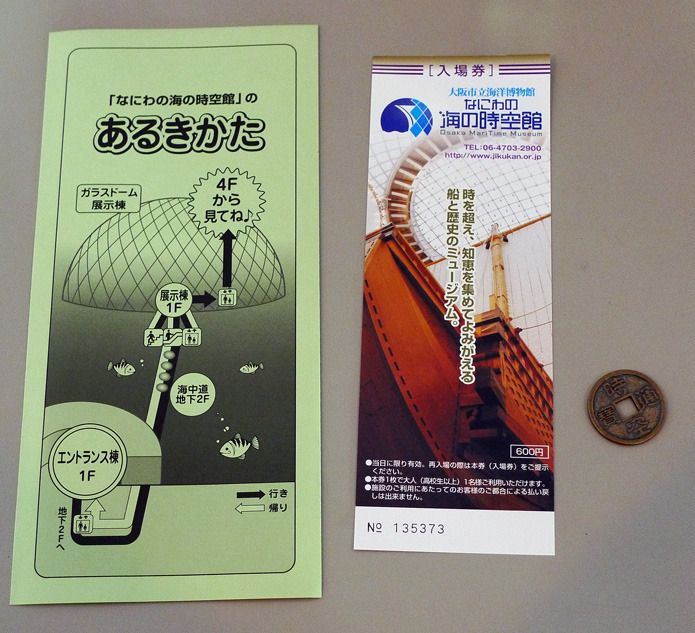 「なにわの海の時空館」の
あるきかた
ガラスドーム
展示棟
4F
から
見てね♪
展示棟
1F
海中道
地下2F
エントランス棟
1F
地下2Fへ
行き
帰り
[入場券]
大阪市立海洋博物館
なにわの
海の時空館
Osaka MariTime Museum
TEL:06-4703-2900
http://www.jikukan.or.jp
時を超え、知恵を集めてよみがえる
船と歴史のミュージアム。
600円
●当日に限り有効。再入場の際は本券(入場券)をご提示
ください。
●本券1枚で大人(高校生以上)1名様ご利用いただけます。
●施設のご利用にあたってのお客様のご都合による払い戻
しは出来ません。
№ 135373